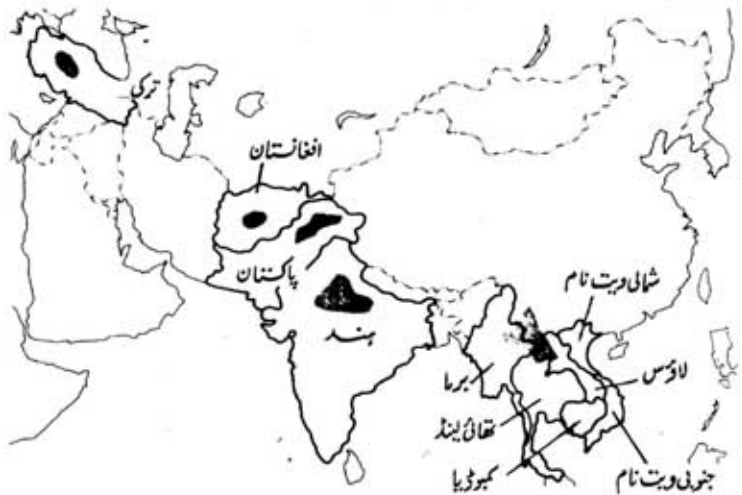 ترکی
افغانستان
پاکستان
ہند
شمالی ویت نام
برما
لاؤس
تھائی لینڈ
کمبوڈیا
جنوبی ویت نام